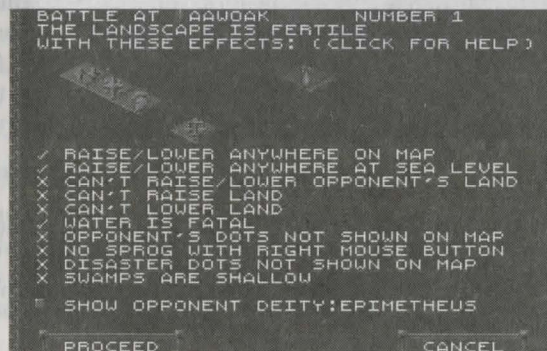 BATTLE AT AAWOAK NUMBER 1
THE LANDSCAPE IS FERTILE
WITH THESE EFFECTS: (CLICK FOR HELP)
✓ RAISE/LOWER ANYWHERE ON MAP
✓ RAISE/LOWER ANYWHERE AT SEA LEVEL
X CAN'T RAISE/LOWER OPPONENT'S LAND
X CAN'T RAISE LAND
X CAN'T LOWER LAND
✓ WATER IS FATAL
X OPPONENT'S DOTS NOT SHOWN ON MAP
X NO SPROG WITH RIGHT MOUSE BUTTON
X DISASTER DOTS NOT SHOWN ON MAP
X SWAMPS ARE SHALLOW
SHOW OPPONENT DEITY:EPIMETHEUS
PROCEED CANCEL